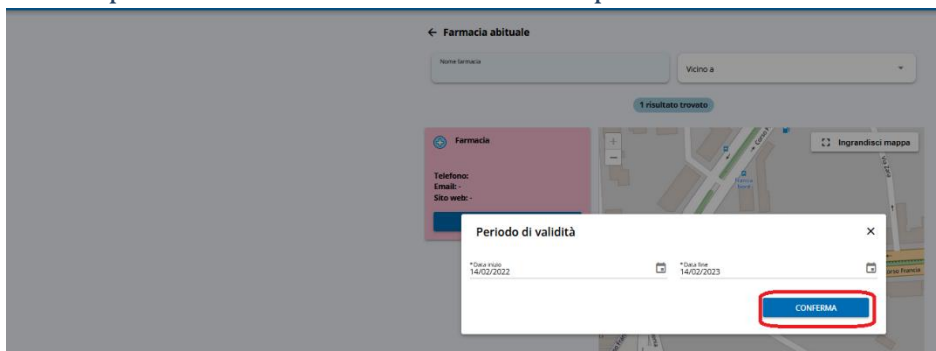 ← Farmacia abituale
Nome farmacia
Vicino a
1 risultato trovato
Farmacia
Ingrandisci mappa
Telefono:
Email: -
Sito web: -
Periodo di validità
*Data inizio
14/02/2022
*Data fine
14/02/2023
CONFERMA